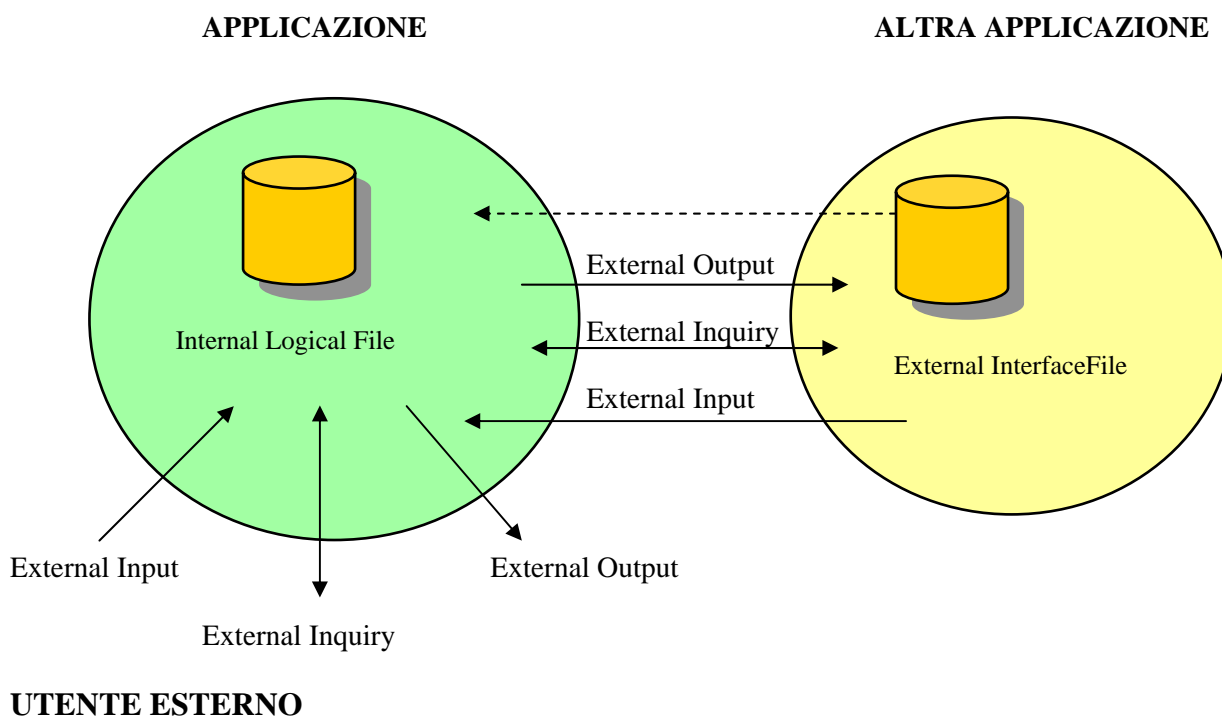 APPLICAZIONE
ALTRA APPLICAZIONE
External Output
Internal Logical File
External Inquiry
External InterfaceFile
External Input
External Input
External Output
External Inquiry
UTENTE ESTERNO